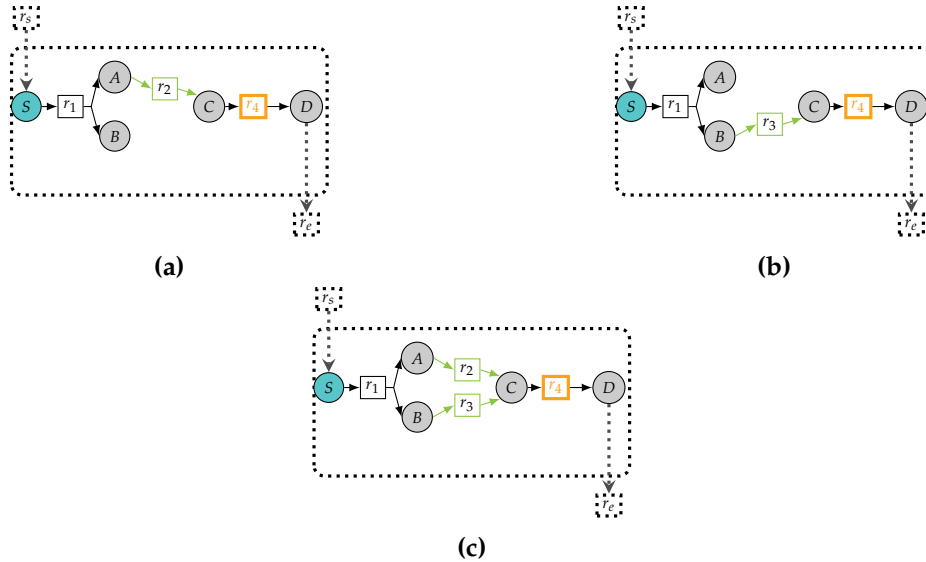 r_s
S r_1 A B r_2 C r_4 D
r_e
(a)
r_s
S r_1 A B r_3 C r_4 D
r_e
(b)
r_s
S r_1 A B r_2 r_3 C r_4 D
r_e
(c)